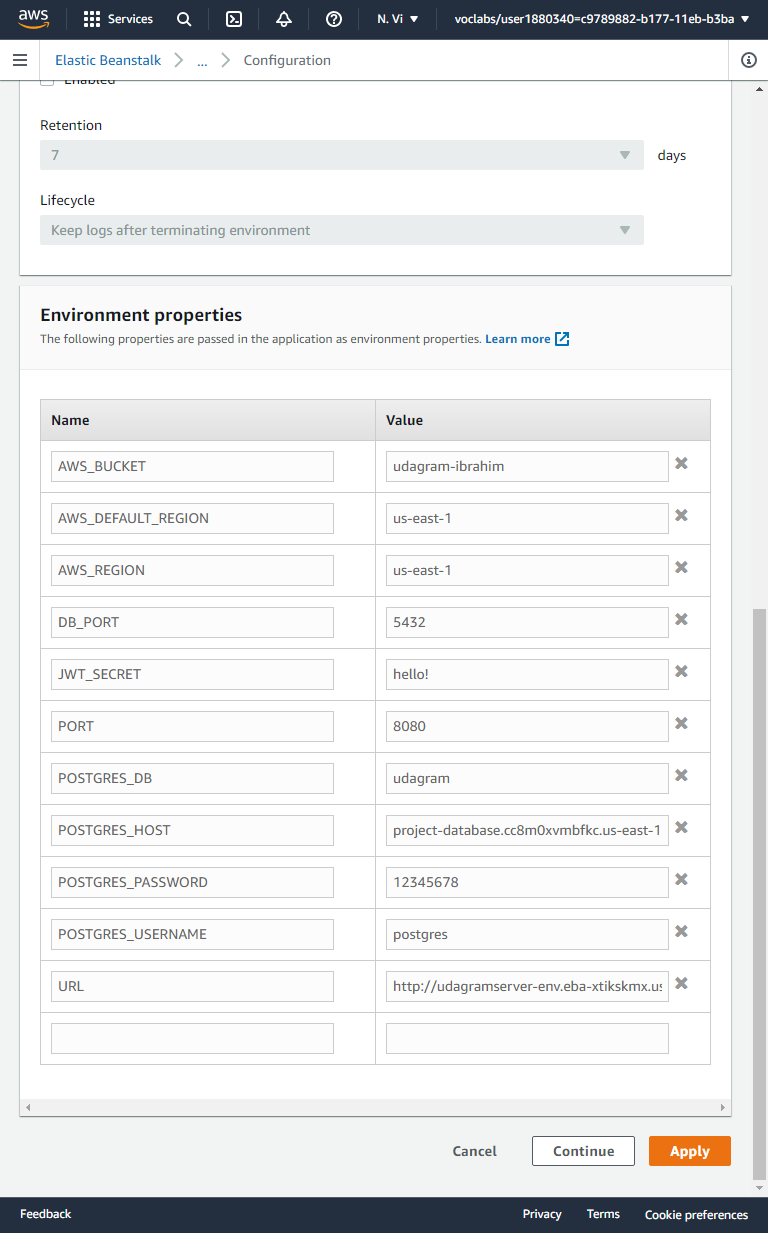 aws Services N. Vi voclabs/user1880340=c9789882-b177-11eb-b3ba
Elastic Beanstalk ... Configuration
Enabled
Retention
7 days
Lifecycle
Keep logs after terminating environment
Environment properties
The following properties are passed in the application as environment properties. Learn more
Name Value
AWS_BUCKET udagram-ibrahim
AWS_DEFAULT_REGION us-east-1
AWS_REGION us-east-1
DB_PORT 5432
JWT_SECRET hello!
PORT 8080
POSTGRES_DB udagram
POSTGRES_HOST project-database.cc8m0xvmbfkc.us-east-1
POSTGRES_PASSWORD 12345678
POSTGRES_USERNAME postgres
URL http://udagramserver-env.eba-xtikskmx.us
Cancel Continue Apply
Feedback Privacy Terms Cookie preferences